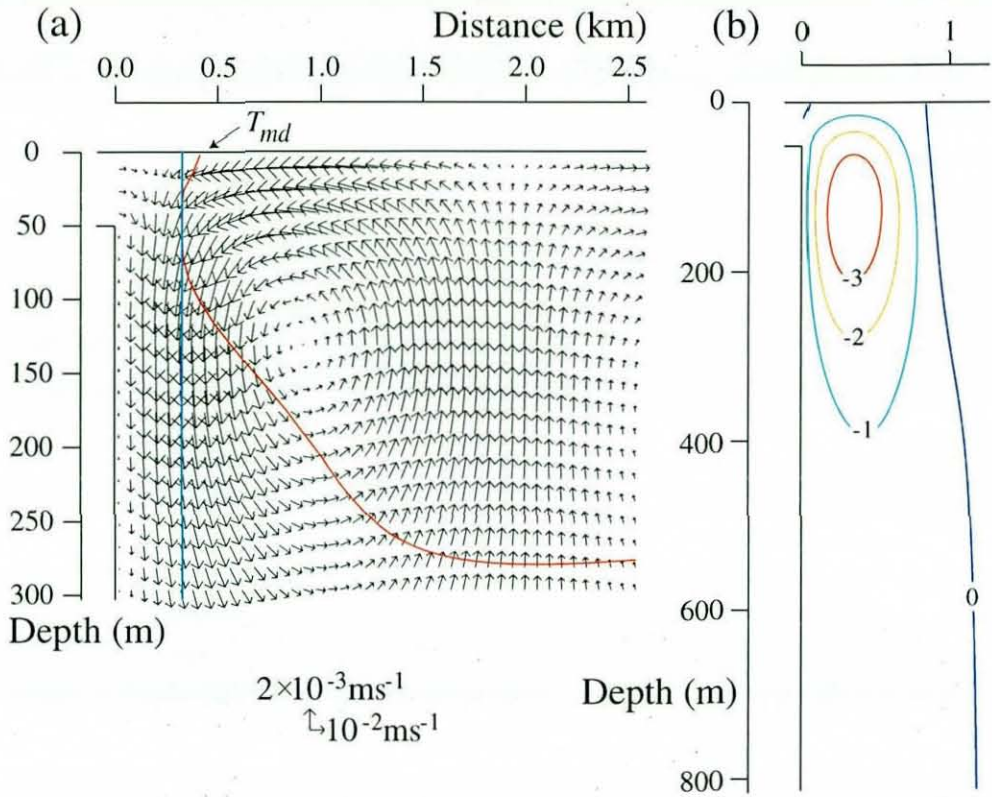 (a)
Distance (km)
0.0 0.5 1.0 1.5 2.0 2.5
T_md
0
50
100
150
200
250
300
Depth (m)
2×10^-3 ms^-1
10^-2 ms^-1
(b)
0 1
0
200
400
600
800
Depth (m)
-3
-2
-1
0